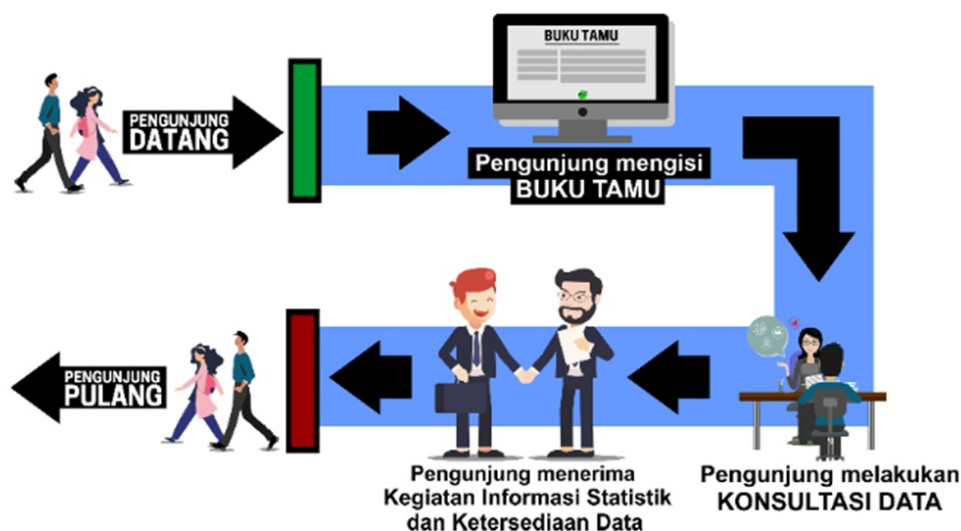 PENGUNJUNG
DATANG
BUKU TAMU
Pengunjung mengisi
BUKU TAMU
Pengunjung melakukan
KONSULTASI DATA
Pengunjung menerima
Kegiatan Informasi Statistik
dan Ketersediaan Data
PENGUNJUNG
PULANG